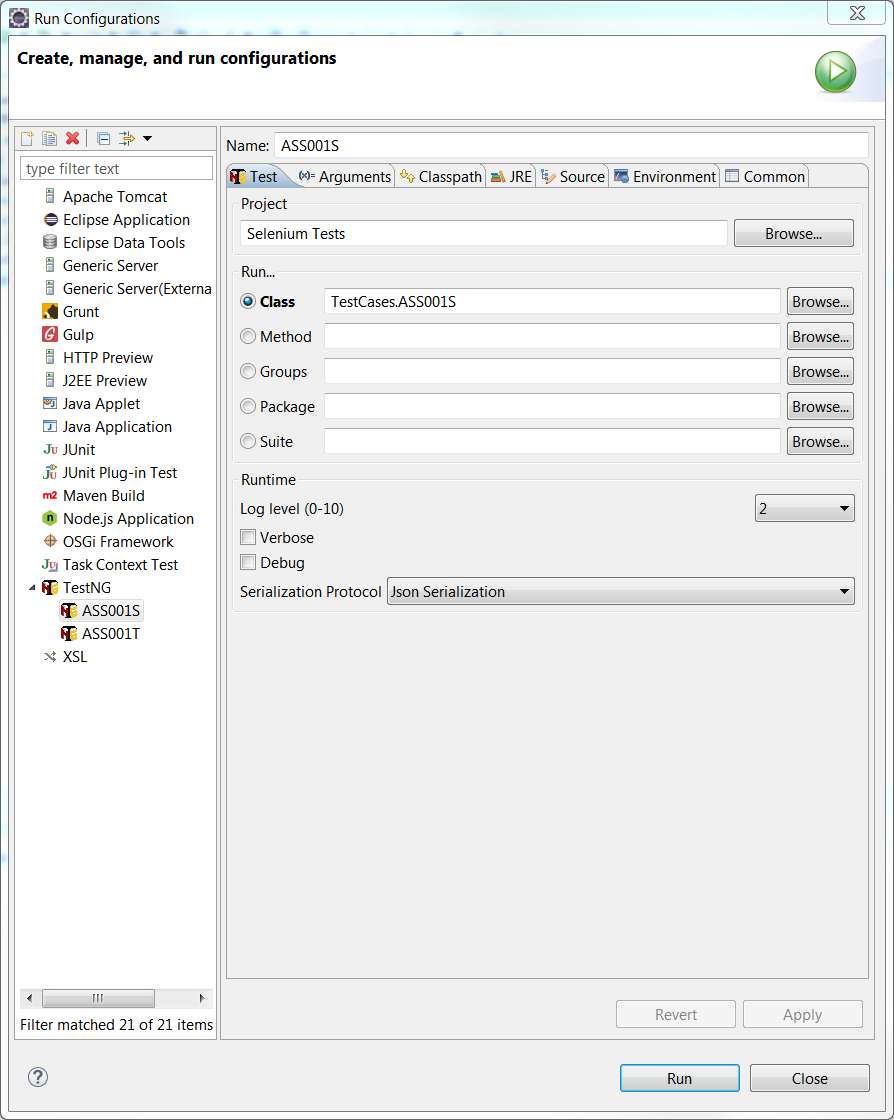 Run Configurations
Create, manage, and run configurations
type filter text
Apache Tomcat
Eclipse Application
Eclipse Data Tools
Generic Server
Generic Server(Externa
Grunt
Gulp
HTTP Preview
J2EE Preview
Java Applet
Java Application
JUnit
JUnit Plug-in Test
Maven Build
Node.js Application
OSGi Framework
Task Context Test
TestNG
ASS001S
ASS001T
XSL
Filter matched 21 of 21 items
Name: ASS001S
Test (x)= Arguments Classpath JRE Source Environment Common
Project
Selenium Tests Browse...
Run...
Class TestCases.ASS001S Browse...
Method Browse...
Groups Browse...
Package Browse...
Suite Browse...
Runtime
Log level (0-10) 2
Verbose
Debug
Serialization Protocol Json Serialization
Revert Apply
Run Close